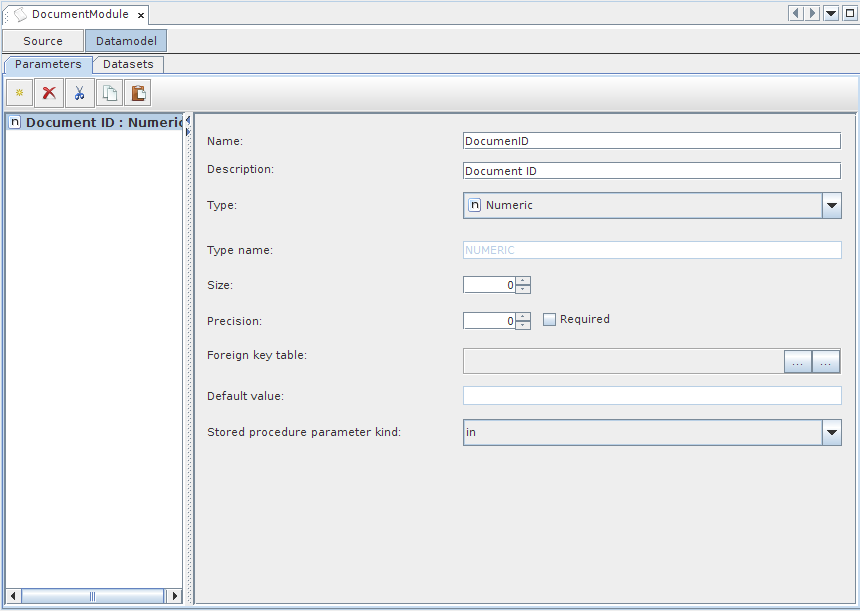 DocumentModule x
Source Datamodel
Parameters Datasets
n Document ID : Numeric
Name: DocumenID
Description: Document ID
Type: n Numeric
Type name: NUMERIC
Size: 0
Precision: 0 Required
Foreign key table: ... ...
Default value:
Stored procedure parameter kind: in